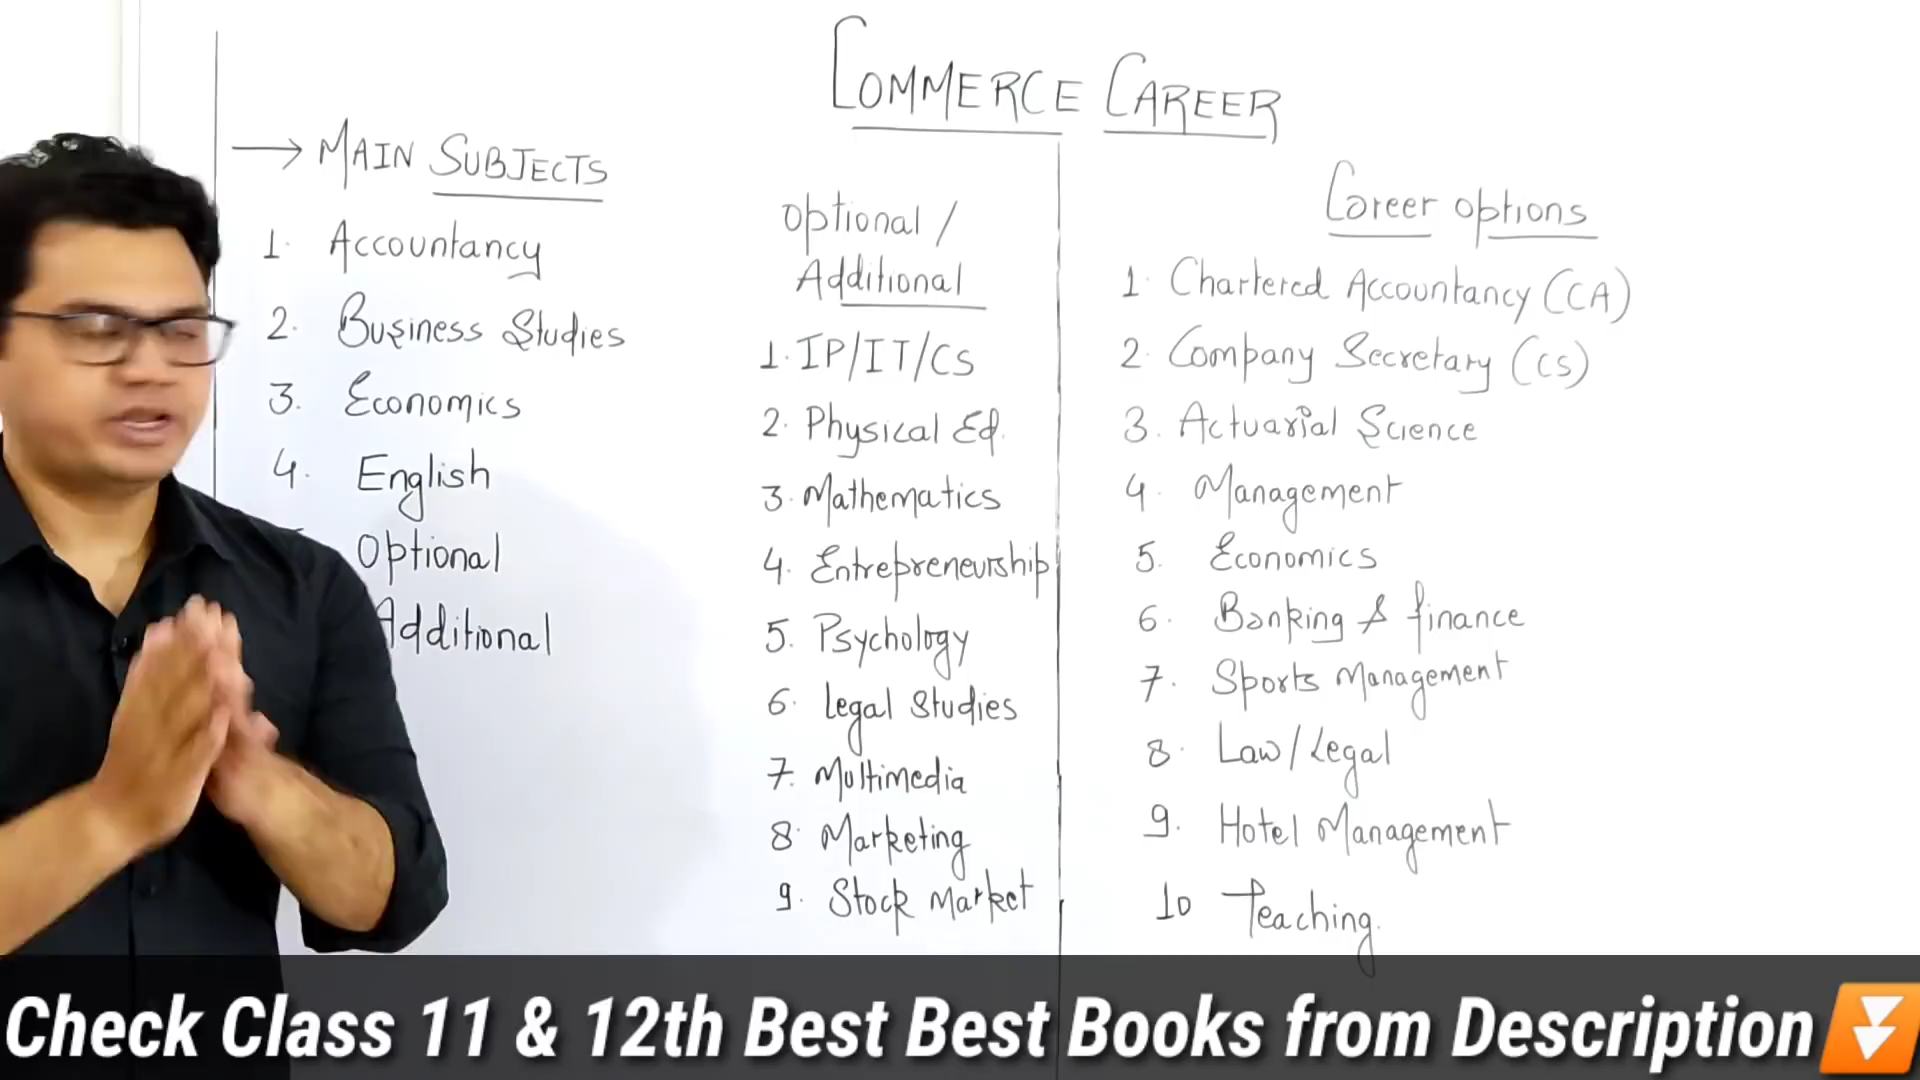 COMMERCE CAREER
→ MAIN SUBJECTS
1. Accountancy
2. Business Studies
3. Economics
4. English
Optional
Additional
Optional /
Additional
1. IP/IT/CS
2. Physical Ed.
3. Mathematics
4. Entrepreneurship
5. Psychology
6. Legal Studies
7. Multimedia
8. Marketing
9. Stock Market
Career options
1. Chartered Accountancy (CA)
2. Company Secretary (CS)
3. Actuarial Science
4. Management
5. Economics
6. Banking & finance
7. Sports Management
8. Law/Legal
9. Hotel Management
10 Teaching.
Check Class 11 & 12th Best Best Books from Description